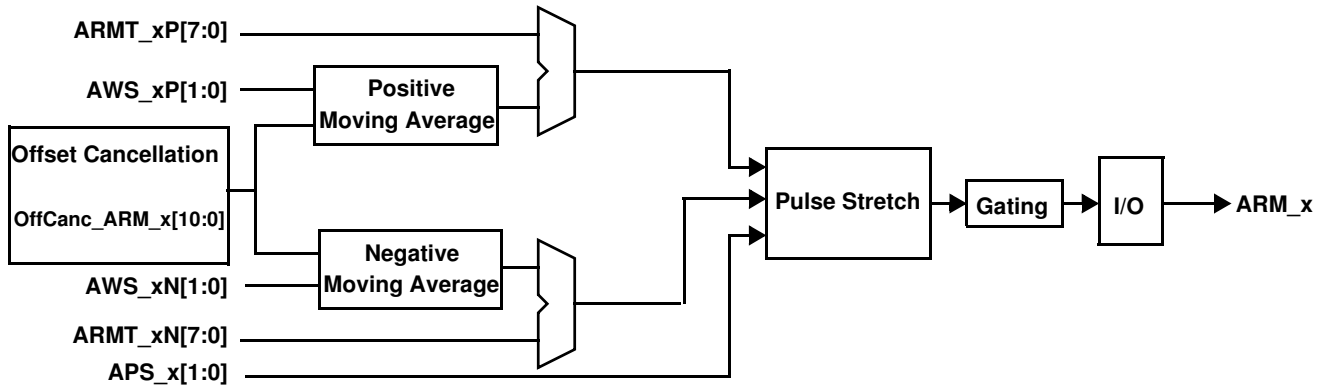 ARMT_xP[7:0]
AWS_xP[1:0]
Positive
Moving Average
Offset Cancellation
OffCanc_ARM_x[10:0]
Pulse Stretch
Gating
I/O
ARM_x
Negative
Moving Average
AWS_xN[1:0]
ARMT_xN[7:0]
APS_x[1:0]